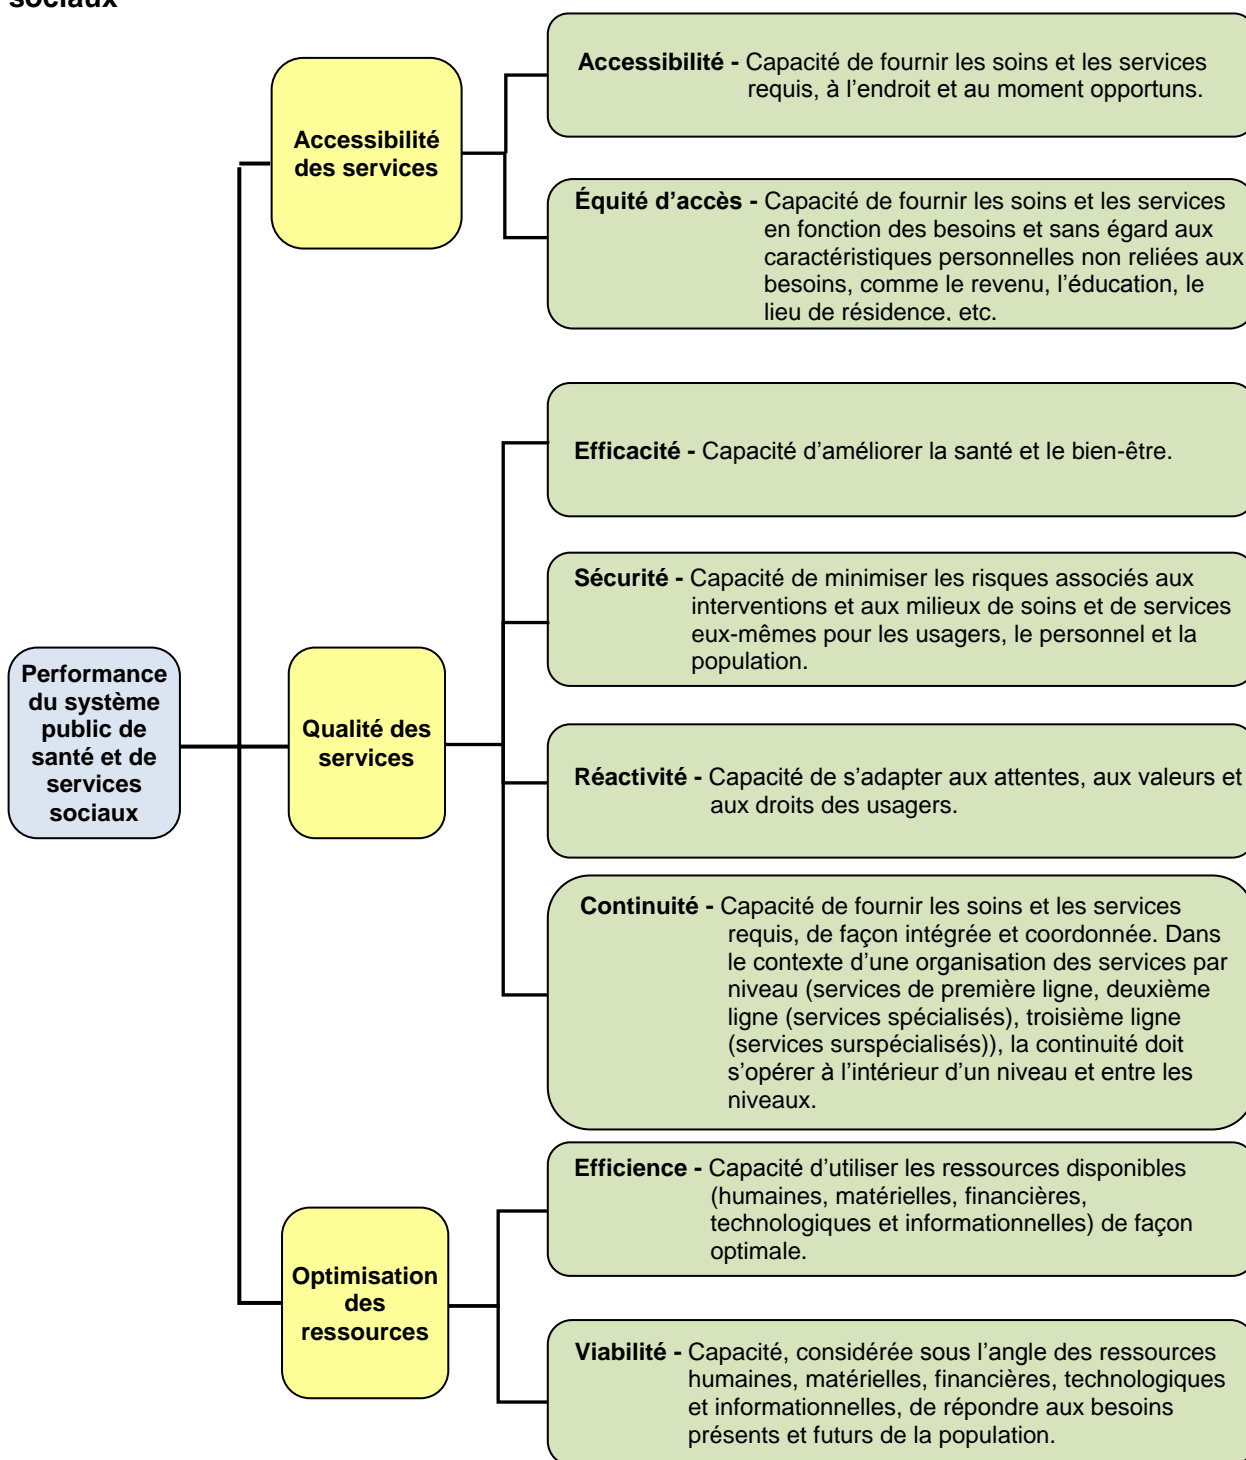 sociaux
Accessibilité - Capacité de fournir les soins et les services
requis, à l’endroit et au moment opportuns.
Accessibilité
des services
Équité d’accès - Capacité de fournir les soins et les services
en fonction des besoins et sans égard aux
caractéristiques personnelles non reliées aux
besoins, comme le revenu, l’éducation, le
lieu de résidence, etc.
Efficacité - Capacité d’améliorer la santé et le bien-être.
Sécurité - Capacité de minimiser les risques associés aux
interventions et aux milieux de soins et de services
eux-mêmes pour les usagers, le personnel et la
population.
Performance
du système
public de
santé et de
services
sociaux
Qualité des
services
Réactivité - Capacité de s’adapter aux attentes, aux valeurs et
aux droits des usagers.
Continuité - Capacité de fournir les soins et les services
requis, de façon intégrée et coordonnée. Dans
le contexte d’une organisation des services par
niveau (services de première ligne, deuxième
ligne (services spécialisés), troisième ligne
(services surspécialisés)), la continuité doit
s’opérer à l’intérieur d’un niveau et entre les
niveaux.
Efficience - Capacité d’utiliser les ressources disponibles
(humaines, matérielles, financières,
technologiques et informationnelles) de façon
optimale.
Optimisation
des
ressources
Viabilité - Capacité, considérée sous l’angle des ressources
humaines, matérielles, financières, technologiques
et informationnelles, de répondre aux besoins
présents et futurs de la population.